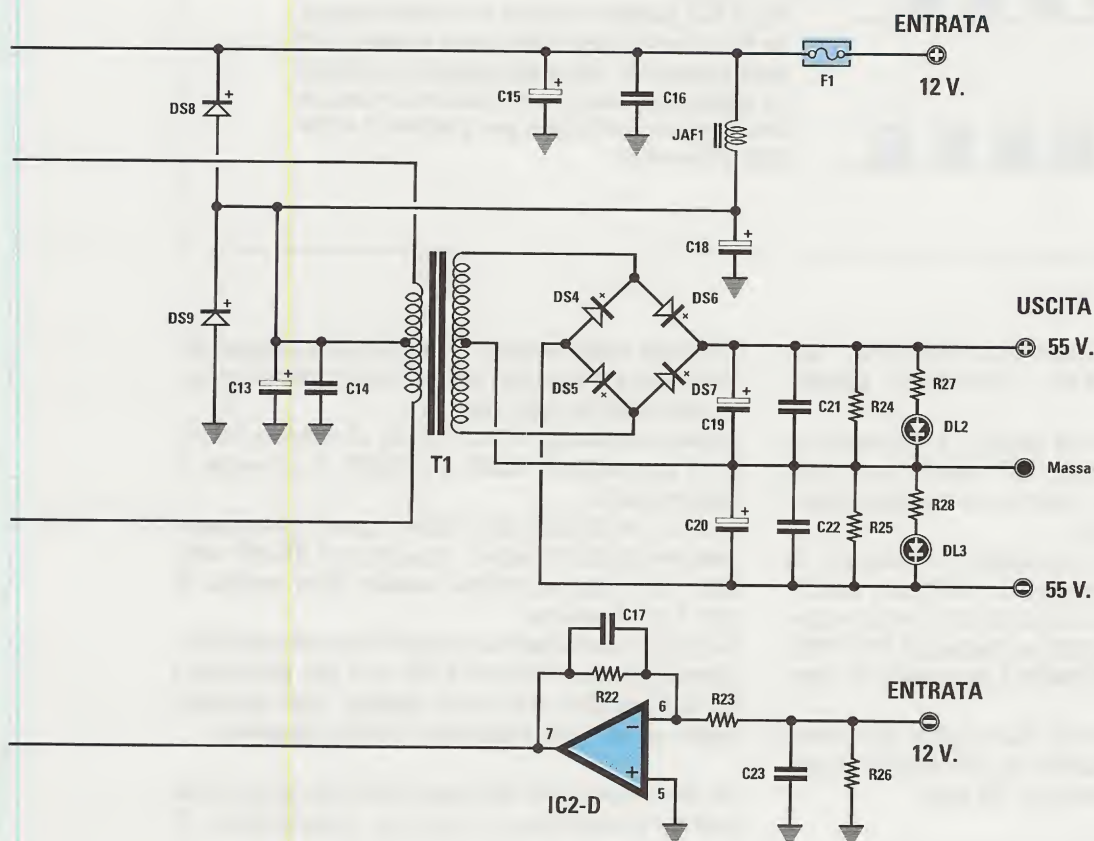 ENTRATA
12 V.
F1
DS8
C15
+
C16
JAF1
C18
+
DS9
+
C13
+
C14
T1
DS4
DS6
DS5
DS7
C19
+
C21
R24
R27
DL2
USCITA
55 V.
Massa
C20
+
C22
R25
R28
DL3
55 V.
C17
R22
R23
6
7
5
−
+
IC2-D
C23
R26
ENTRATA
12 V.